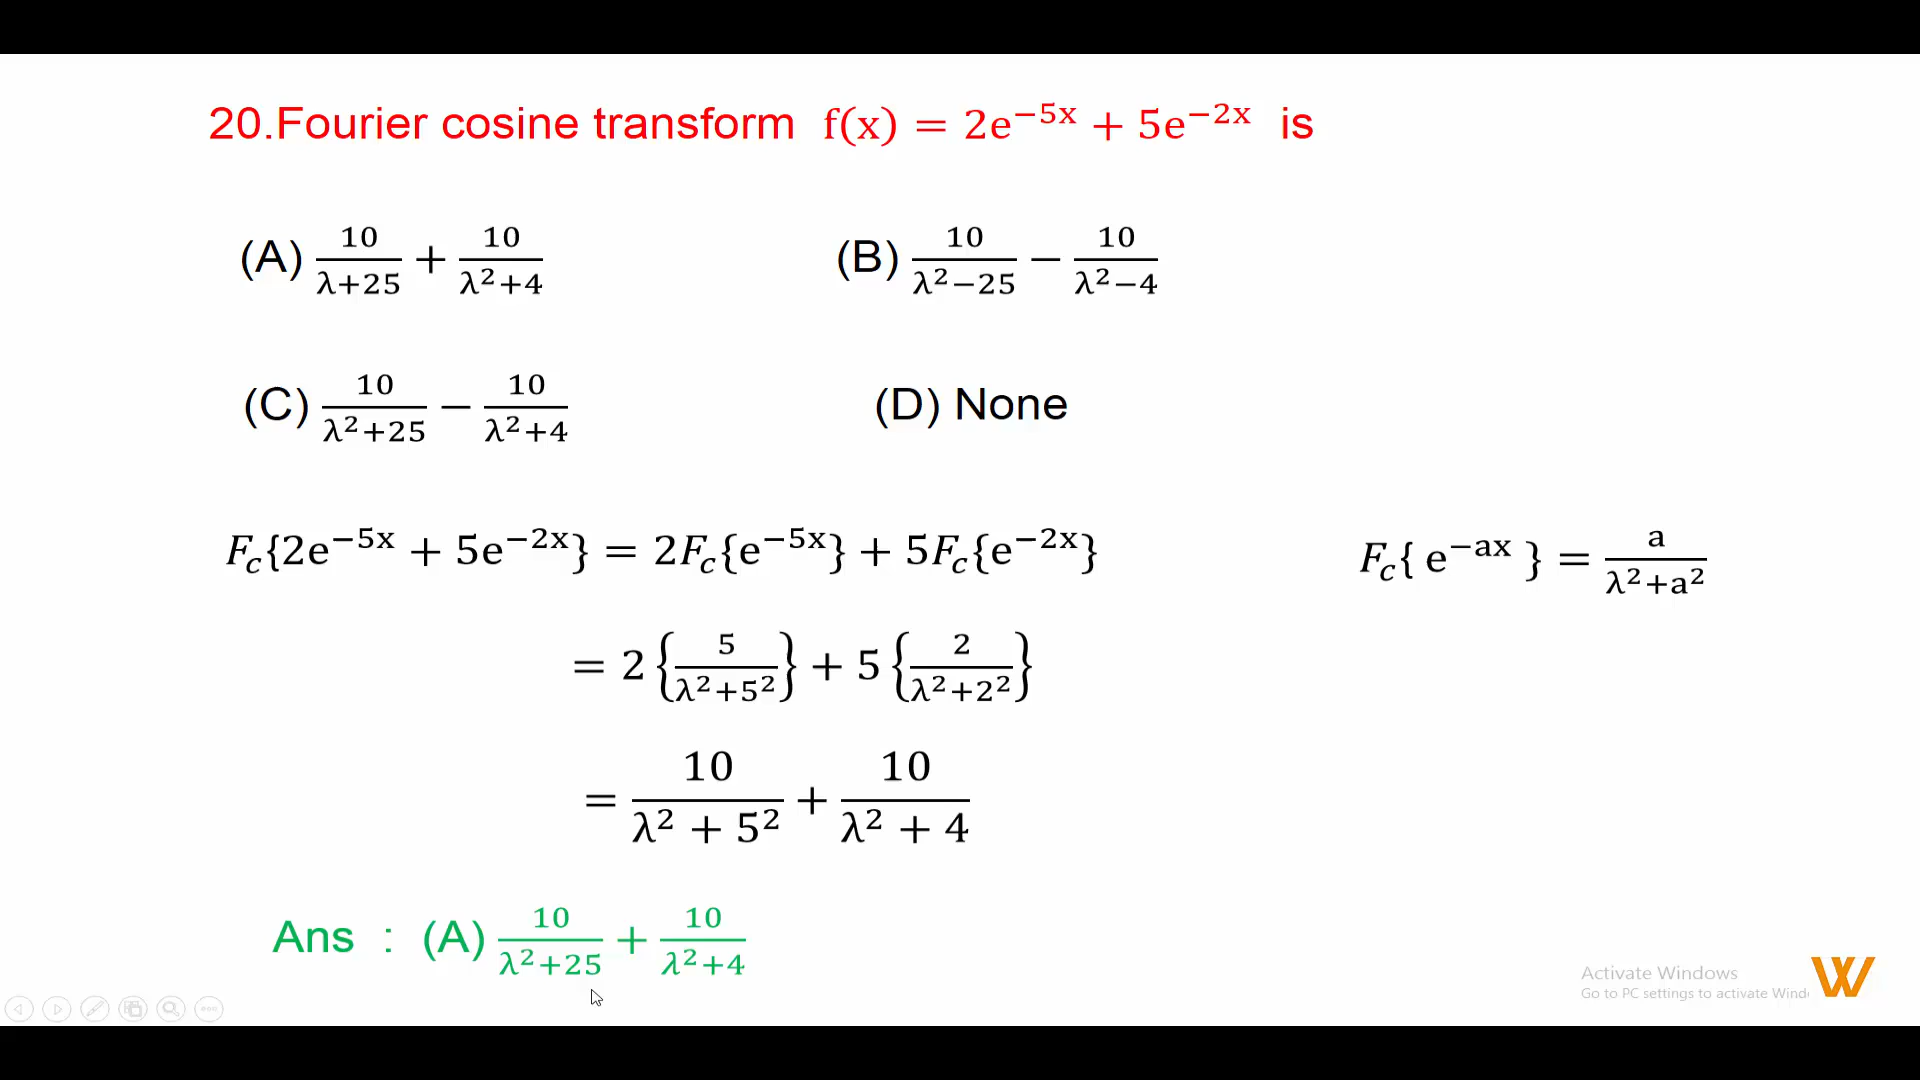 20.Fourier cosine transform f(x) = 2e⁻⁵ˣ + 5e⁻²ˣ is
(A) 10/(λ+25) + 10/(λ²+4) (B) 10/(λ²−25) − 10/(λ²−4)
(C) 10/(λ²+25) − 10/(λ²+4) (D) None
F_c{2e⁻⁵ˣ + 5e⁻²ˣ} = 2F_c{e⁻⁵ˣ} + 5F_c{e⁻²ˣ} F_c{ e⁻ᵃˣ } = a/(λ²+a²)
= 2 {5/(λ²+5²)} + 5 {2/(λ²+2²)}
= 10/(λ² + 5²) + 10/(λ² + 4)
Ans : (A) 10/(λ²+25) + 10/(λ²+4)
Activate Windows
Go to PC settings to activate Wind
W